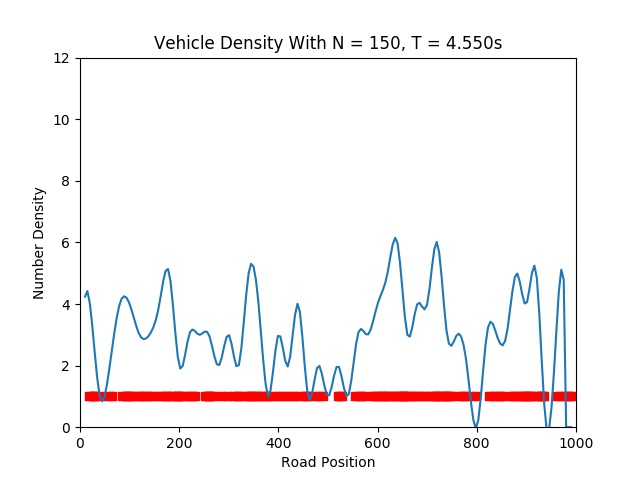 Vehicle Density With N = 150, T = 4.550s
12
10
8
6
4
2
0
Number Density
0 200 400 600 800 1000
Road Position